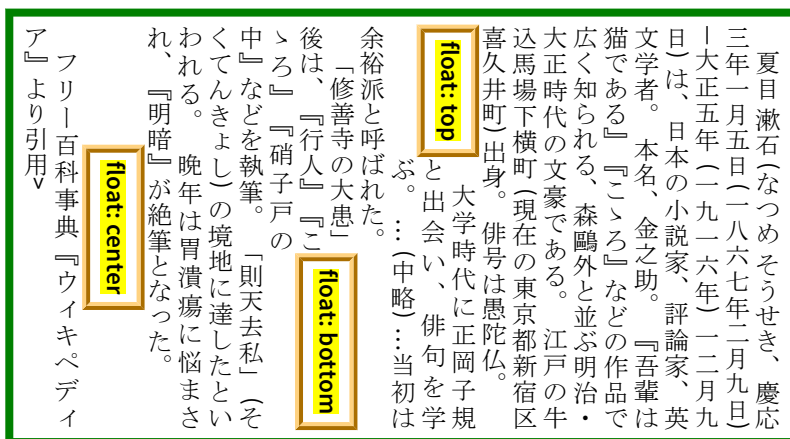 夏目 漱石(なつめ そうせき、慶応
三年一月五日(一八六七年二月九日)
ー大正五年(一九一六年)一二月九
日)は、日本の小説家、評論家、英
文学者。 本名、金之助。 『吾輩は
猫である』『こゝろ』などの作品で
広く知られる、森鷗外と並ぶ明治・
大正時代の文豪である。 江戸の牛
込馬場下横町(現在の東京都新宿区
喜久井町)出身。 俳号は愚陀仏。
float: top
大学時代に正岡子規
と出会い、俳句を学
ぶ。 …(中略)…当初は
余裕派と呼ばれた。
「修善寺の大患」
後は、『行人』『こ
ゝろ』『硝子戸の
float: bottom
中』などを執筆。 「則天去私」(そ
くてんきょし)の境地に達したとい
われる。 晩年は胃潰瘍に悩まさ
れ、『明暗』が絶筆となった。
float: center
フリー百科事典『ウィキペディ
ア』より引用>